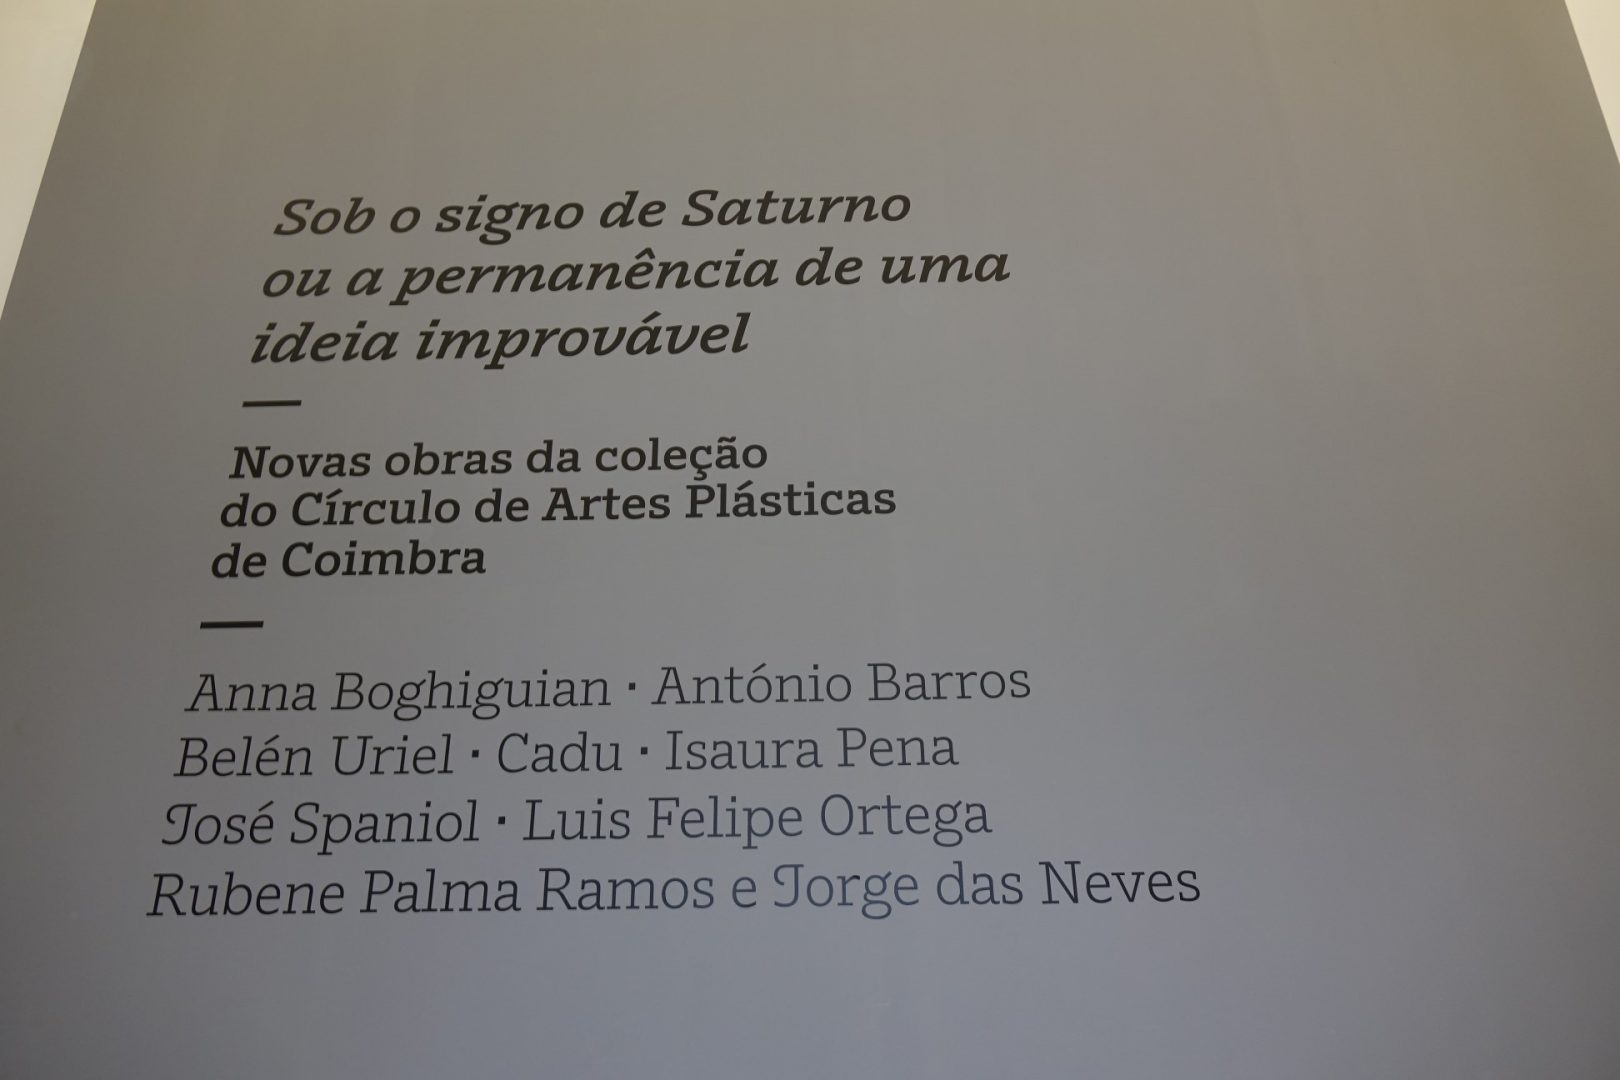 Sob o signo de Saturno
ou a permanência de uma
ideia improvável
—
Novas obras da coleção
do Círculo de Artes Plásticas
de Coimbra
—
Anna Boghiguian · António Barros
Belén Uriel · Cadu · Isaura Pena
José Spaniol · Luis Felipe Ortega
Rubene Palma Ramos e Jorge das Neves